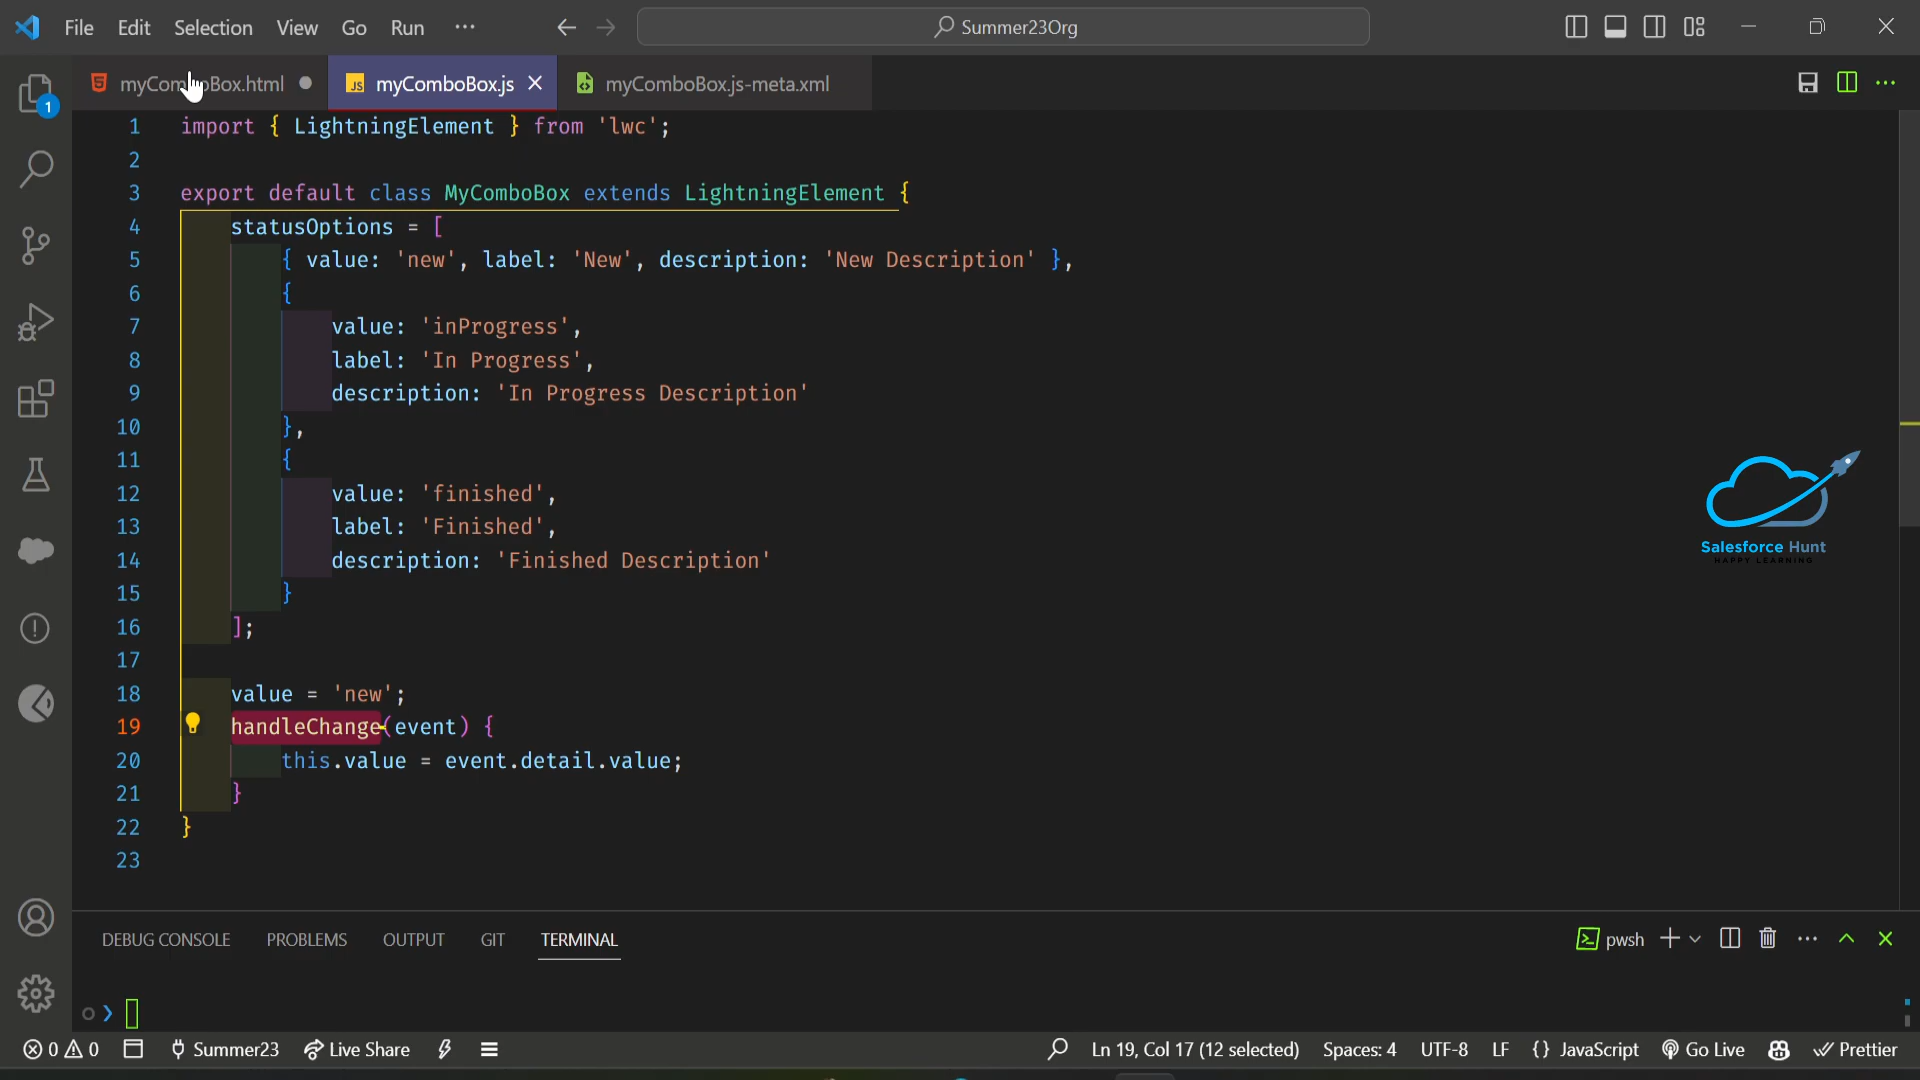 File Edit Selection View Go Run ···
Summer23Org
myComboBox.html
myComboBox.js
myComboBox.js-meta.xml
1
1 import { LightningElement } from 'lwc';
2
3 export default class MyComboBox extends LightningElement {
4 statusOptions = [
5 { value: 'new', label: 'New', description: 'New Description' },
6 {
7 value: 'inProgress',
8 label: 'In Progress',
9 description: 'In Progress Description'
10 },
11 {
12 value: 'finished',
13 label: 'Finished',
14 description: 'Finished Description'
15 }
16 ];
17
18 value = 'new';
19 handleChange(event) {
20 this.value = event.detail.value;
21 }
22 }
23
Salesforce Hunt
HAPPY LEARNING
DEBUG CONSOLE PROBLEMS OUTPUT GIT TERMINAL
pwsh
0 0 Summer23 Live Share
Ln 19, Col 17 (12 selected) Spaces: 4 UTF-8 LF {} JavaScript Go Live Prettier